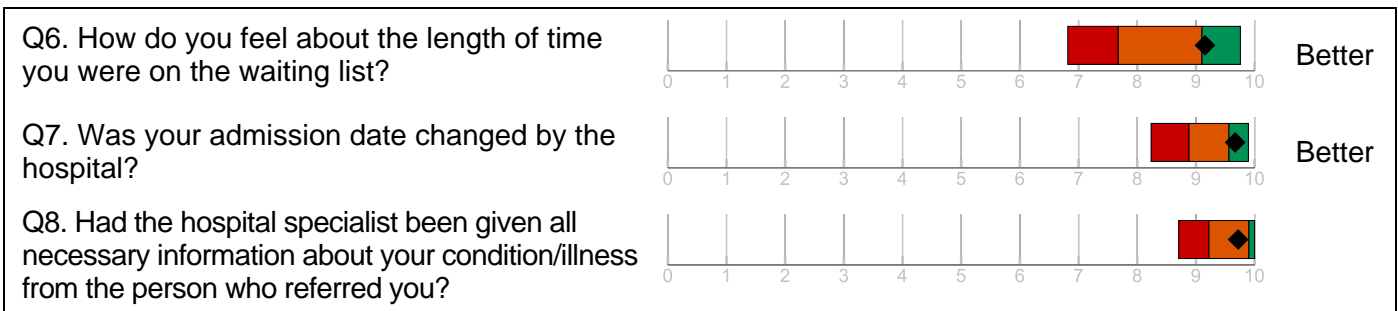 Q6. How do you feel about the length of time
you were on the waiting list?
0 1 2 3 4 5 6 7 8 9 10
Better
Q7. Was your admission date changed by the
hospital?
0 1 2 3 4 5 6 7 8 9 10
Better
Q8. Had the hospital specialist been given all
necessary information about your condition/illness
from the person who referred you?
0 1 2 3 4 5 6 7 8 9 10